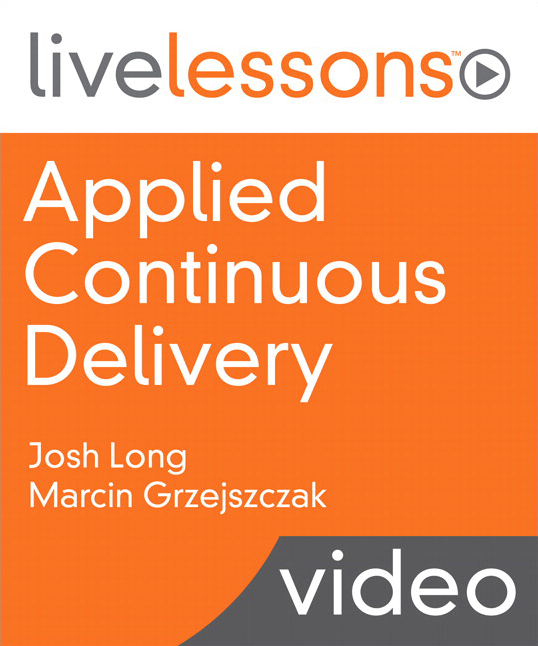 livelessons™
Applied
Continuous
Delivery
Josh Long
Marcin Grzejszczak
video